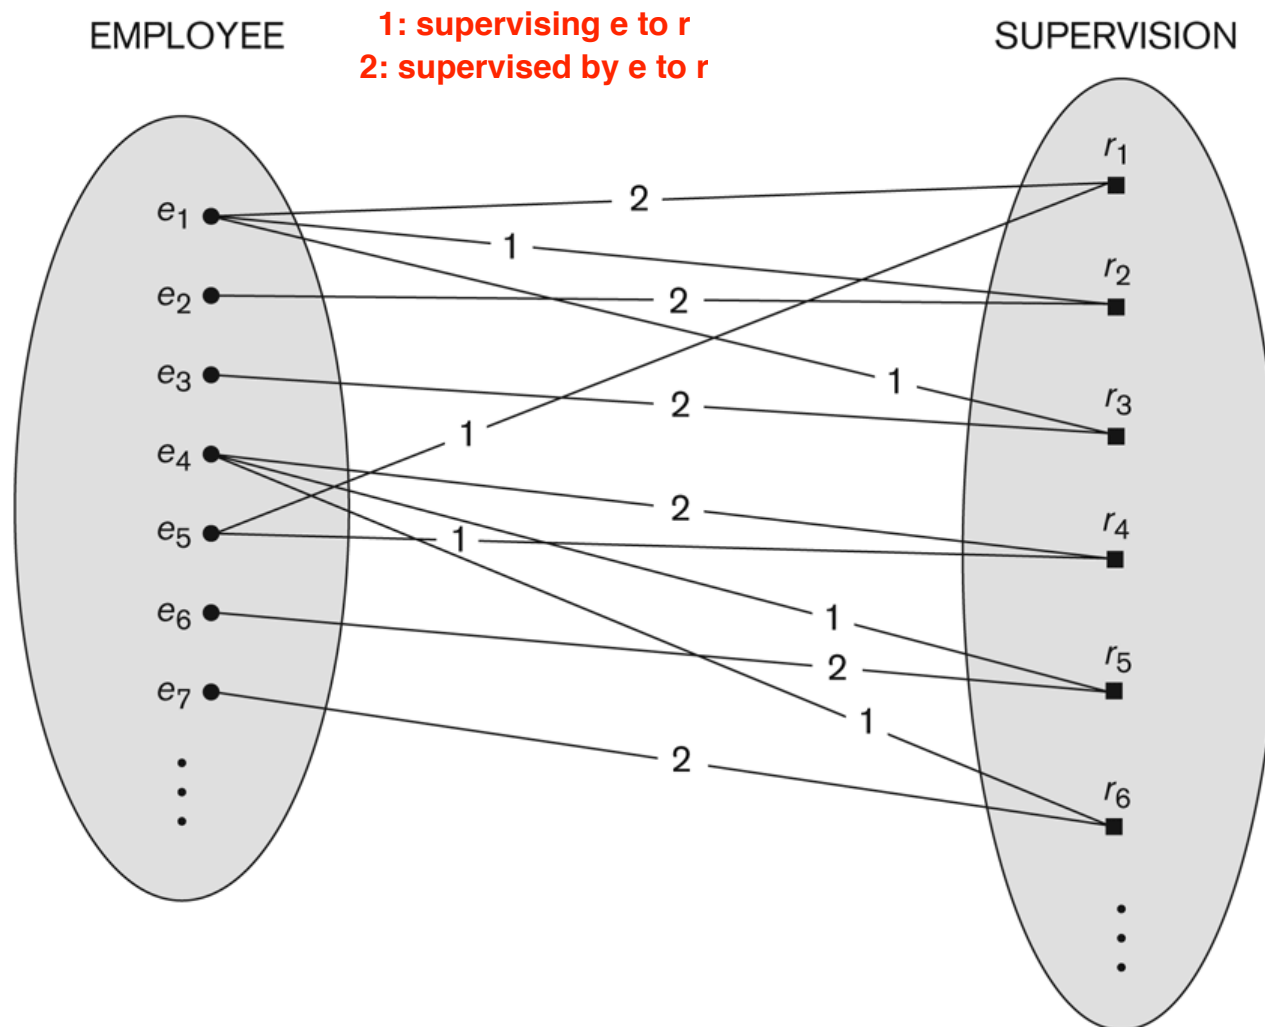 EMPLOYEE
1: supervising e to r
2: supervised by e to r
SUPERVISION
r1
e1
2
1
r2
e2
2
e3
1
r3
2
1
e4
2
r4
e5
1
e6
1
r5
2
e7
1
2
r6